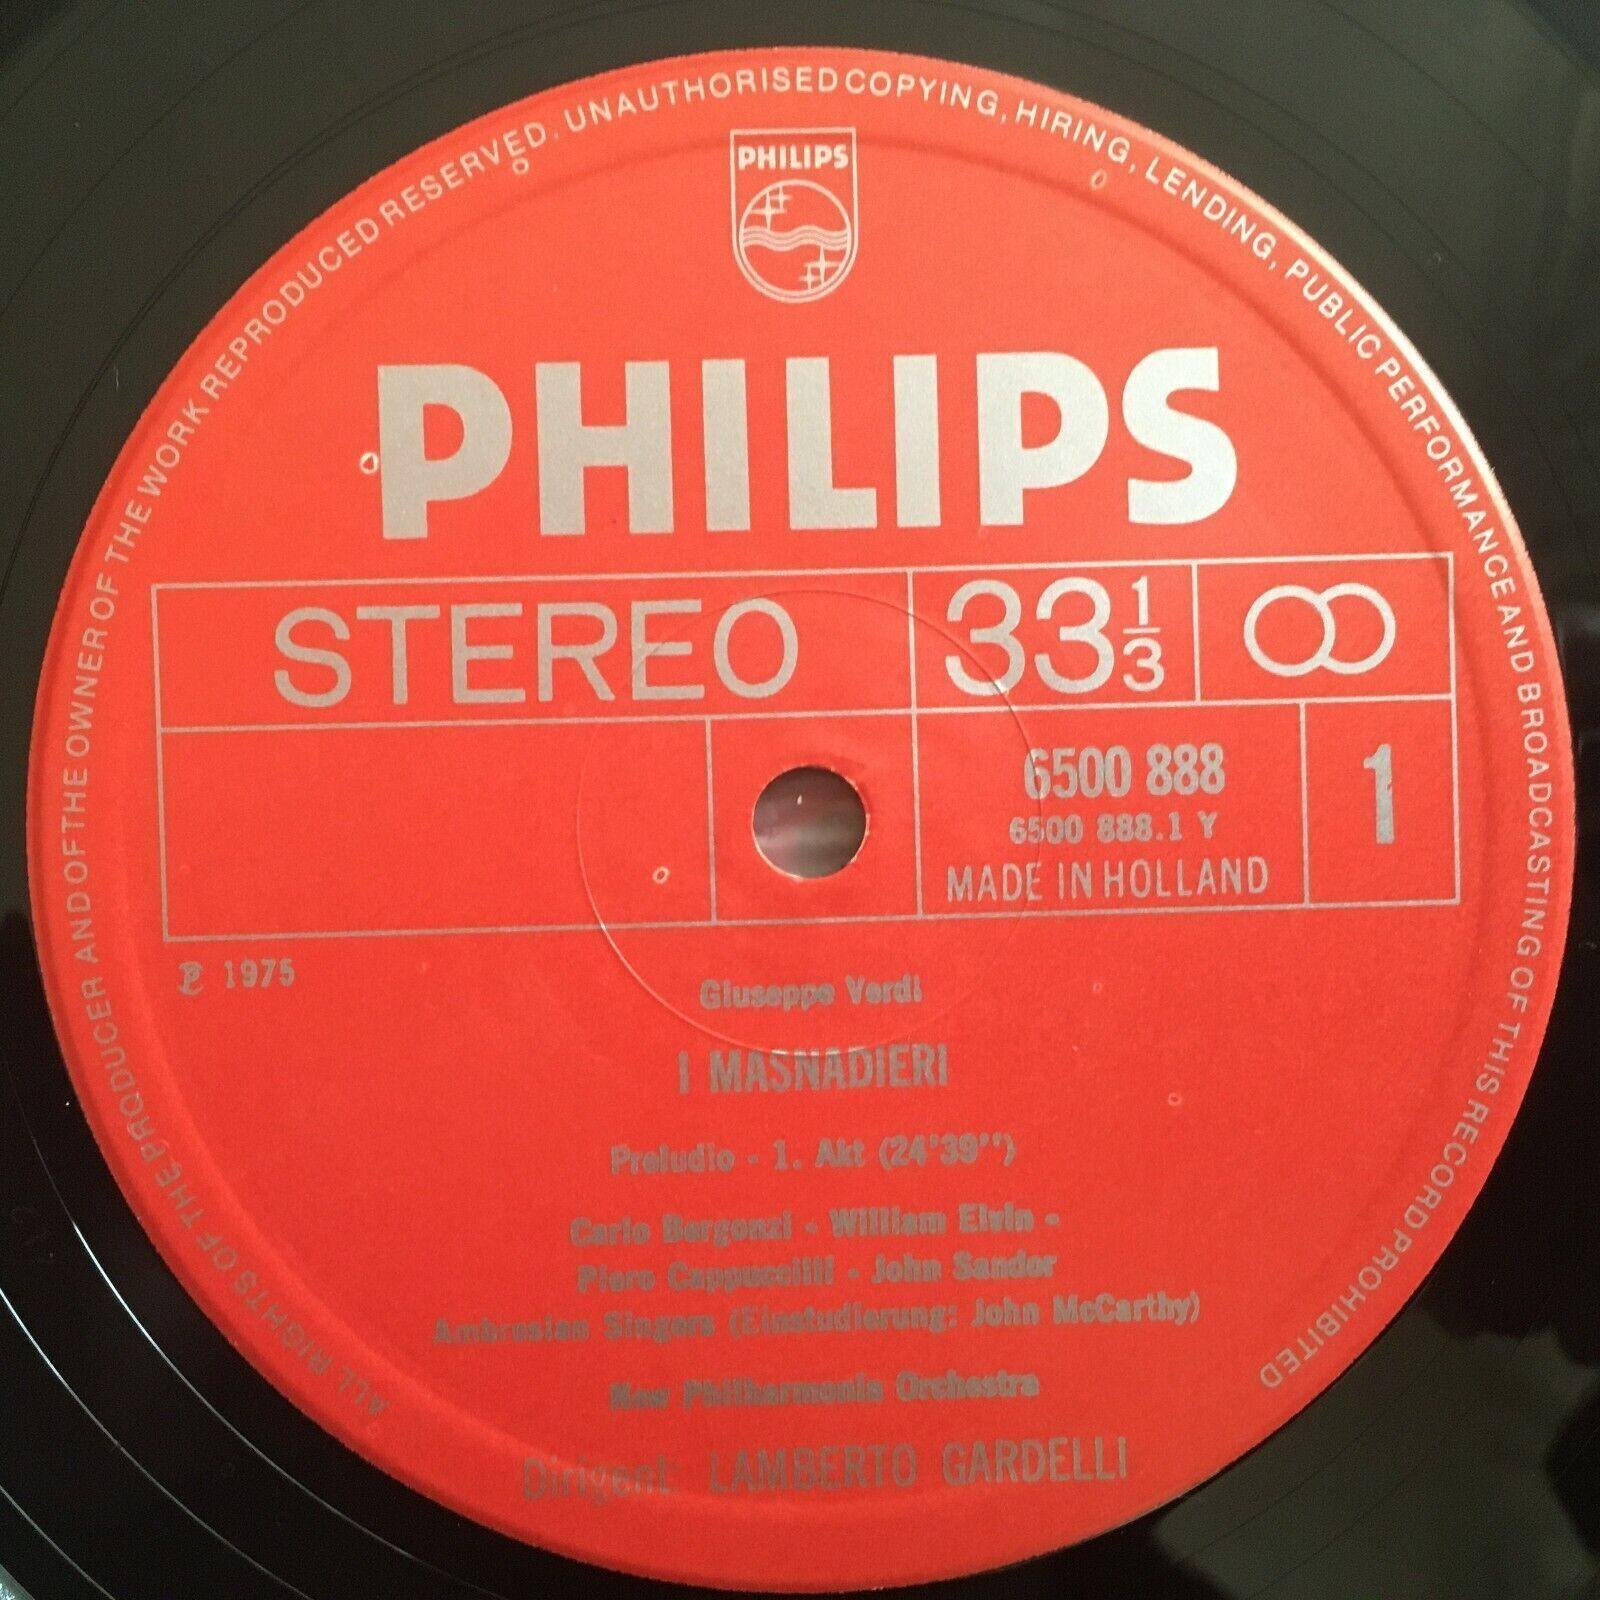 ALL RIGHTS OF THE PRODUCER AND OF THE OWNER OF THE WORK REPRODUCED RESERVED. UNAUTHORISED COPYING, HIRING, LENDING, PUBLIC PERFORMANCE AND BROADCASTING OF THIS RECORD PROHIBITED
PHILIPS
PHILIPS
STEREO
33 1/3
6500 888
6500 888.1 Y
MADE IN HOLLAND
1
℗ 1975
Giuseppe Verdi
I MASNADIERI
Preludio - 1. Akt (24'39'')
Carlo Bergonzi - William Elvin -
Piero Cappuccilli - John Sandor
Ambrosian Singers (Einstudierung: John McCarthy)
New Philharmonia Orchestra
Dirigent: LAMBERTO GARDELLI